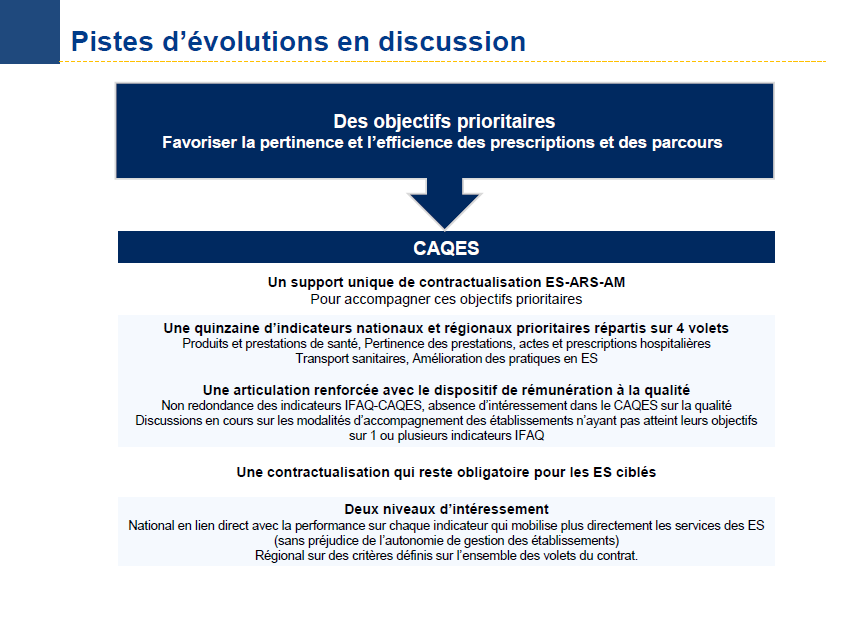 Pistes d’évolutions en discussion
Des objectifs prioritaires
Favoriser la pertinence et l’efficience des prescriptions et des parcours
CAQES
Un support unique de contractualisation ES-ARS-AM
Pour accompagner ces objectifs prioritaires
Une quinzaine d’indicateurs nationaux et régionaux prioritaires répartis sur 4 volets
Produits et prestations de santé, Pertinence des prestations, actes et prescriptions hospitalières
Transport sanitaires, Amélioration des pratiques en ES
Une articulation renforcée avec le dispositif de rémunération à la qualité
Non redondance des indicateurs IFAQ-CAQES, absence d’intéressement dans le CAQES sur la qualité
Discussions en cours sur les modalités d’accompagnement des établissements n’ayant pas atteint leurs objectifs
sur 1 ou plusieurs indicateurs IFAQ
Une contractualisation qui reste obligatoire pour les ES ciblés
Deux niveaux d’intéressement
National en lien direct avec la performance sur chaque indicateur qui mobilise plus directement les services des ES
(sans préjudice de l’autonomie de gestion des établissements)
Régional sur des critères définis sur l’ensemble des volets du contrat.